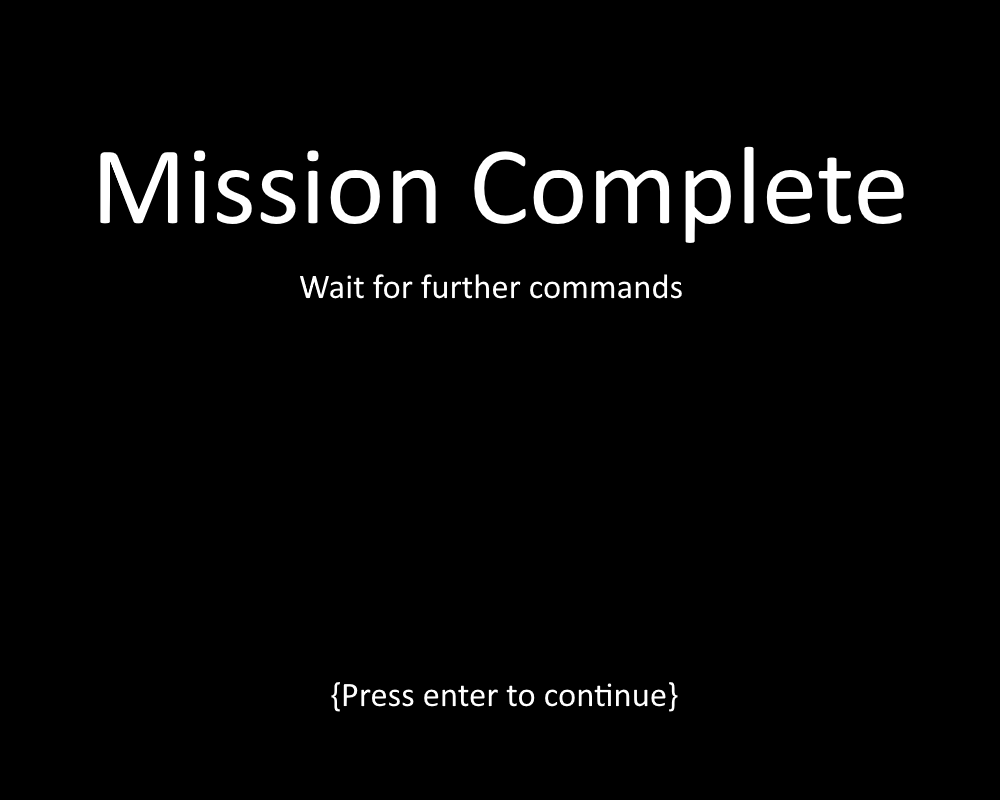 Mission Complete
Wait for further commands
{Press enter to continue}